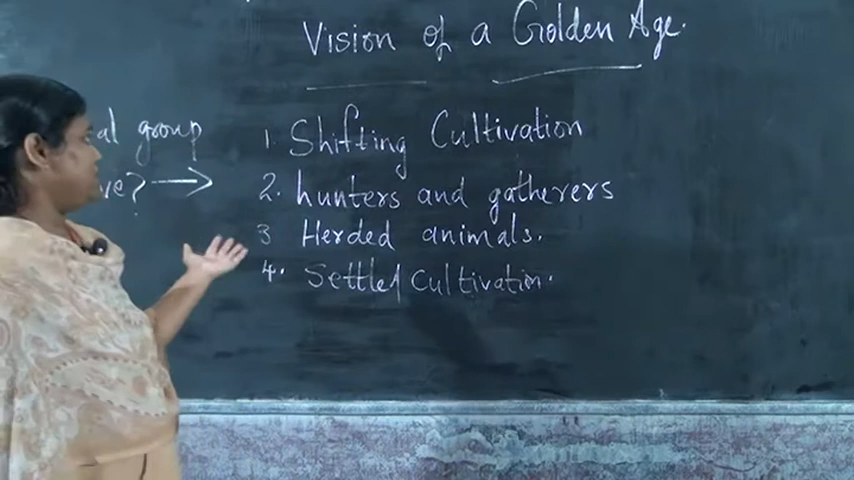 Vision of a Golden Age.
al group
ve? →
1. Shifting Cultivation
2. hunters and gatherers
3 Herded animals.
4. Settled Cultivation.